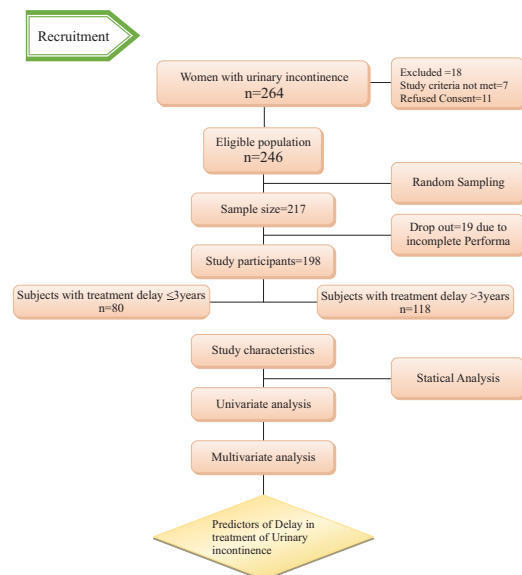 Recruitment
Women with urinary incontinence
n=264
Excluded =18
Study criteria not met=7
Refused Consent=11
Eligible population
n=246
Random Sampling
Sample size=217
Drop out=19 due to
incomplete Performa
Study participants=198
Subjects with treatment delay ≤3years
n=80
Subjects with treatment delay >3years
n=118
Study characteristics
Statical Analysis
Univariate analysis
Multivariate analysis
Predictors of Delay in
treatment of Urinary
incontinence